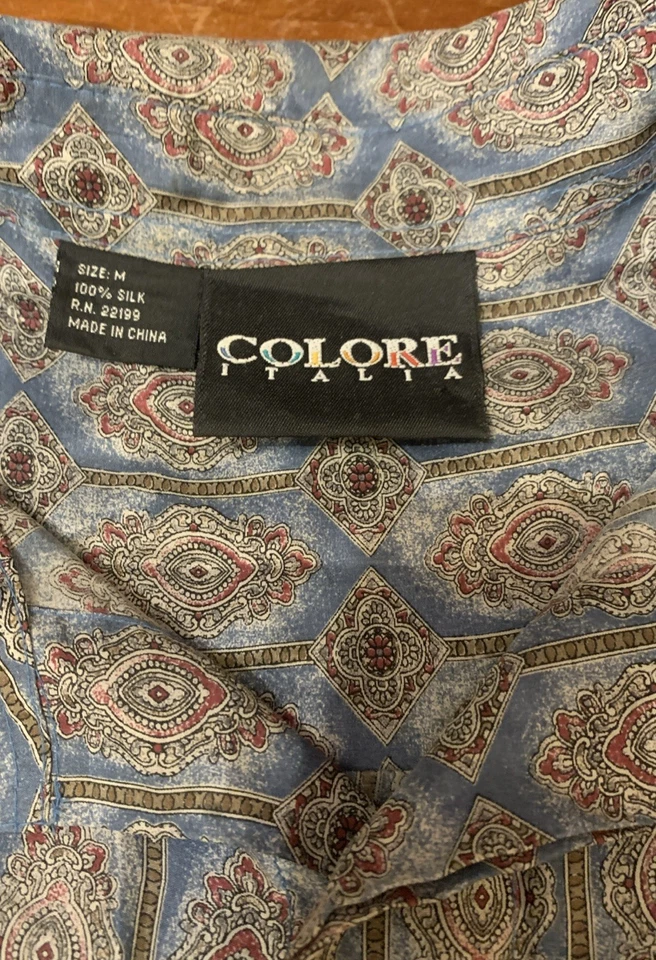 SIZE: M
100% SILK
R.N. 22199
MADE IN CHINA
COLORE
ITALIA